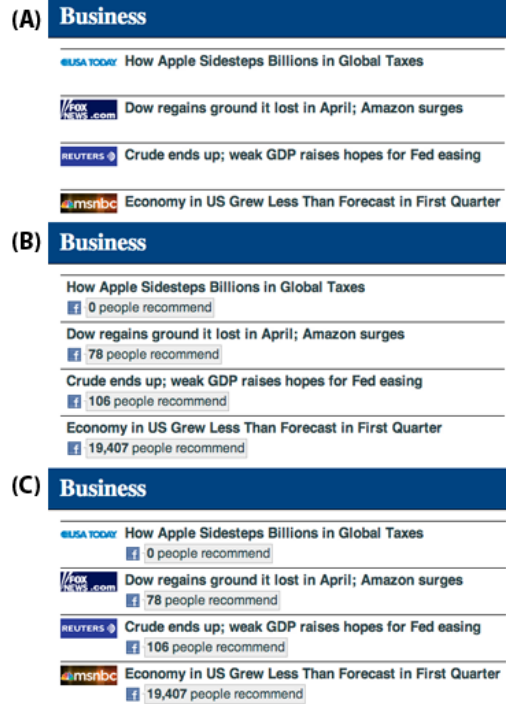 (A) Business
USA TODAY How Apple Sidesteps Billions in Global Taxes
FOX NEWS.com Dow regains ground it lost in April; Amazon surges
REUTERS Crude ends up; weak GDP raises hopes for Fed easing
msnbc Economy in US Grew Less Than Forecast in First Quarter
(B) Business
How Apple Sidesteps Billions in Global Taxes
f 0 people recommend
Dow regains ground it lost in April; Amazon surges
f 78 people recommend
Crude ends up; weak GDP raises hopes for Fed easing
f 106 people recommend
Economy in US Grew Less Than Forecast in First Quarter
f 19,407 people recommend
(C) Business
USA TODAY How Apple Sidesteps Billions in Global Taxes
f 0 people recommend
FOX NEWS.com Dow regains ground it lost in April; Amazon surges
f 78 people recommend
REUTERS Crude ends up; weak GDP raises hopes for Fed easing
f 106 people recommend
msnbc Economy in US Grew Less Than Forecast in First Quarter
f 19,407 people recommend